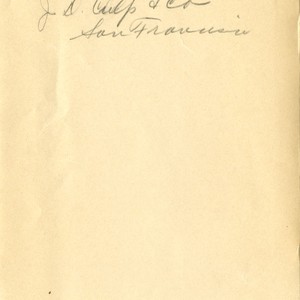 J. D. Culp & Co
San Francisco